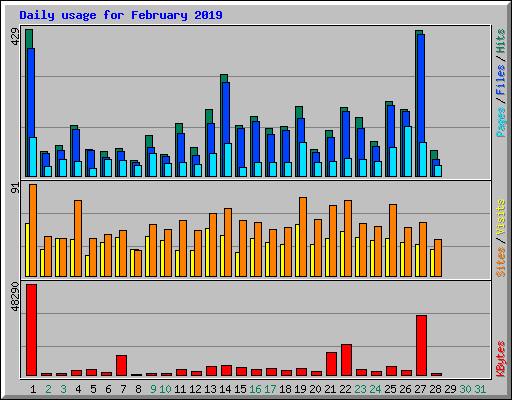 Daily usage for February 2019
429
Pages / Files / Hits
91
Sites / Visits
48290
KBytes
1 2 3 4 5 6 7 8 9 10 11 12 13 14 15 16 17 18 19 20 21 22 23 24 25 26 27 28 29 30 31